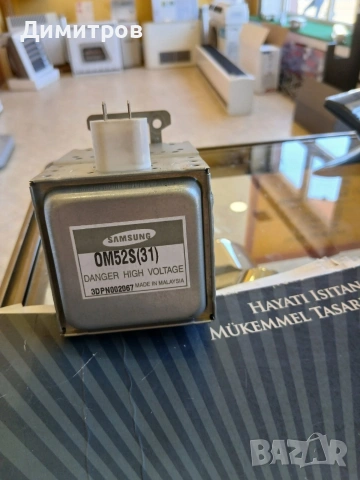 Димитров
SAMSUNG
OM52S(31)
DANGER HIGH VOLTAGE
3DPN002067 MADE IN MALAYSIA
HAYATI ISITAN
MÜKEMMEL TASAR
BAZAR